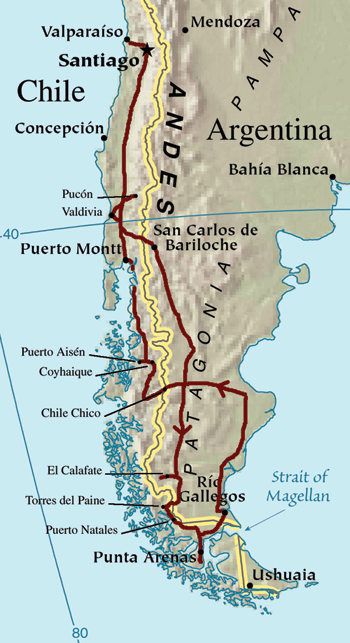 Valparaíso
Mendoza
Santiago
PAMPA
Chile
ANDES
Concepción
Argentina
Bahía Blanca
Pucón
Valdivia
40
San Carlos de
Bariloche
Puerto Montt
PATAGONIA
Puerto Aisén
Coyhaique
Chile Chico
El Calafate
Río
Gallegos
Strait of
Magellan
Torres del Paine
Puerto Natales
Punta Arenas
Ushuaia
80